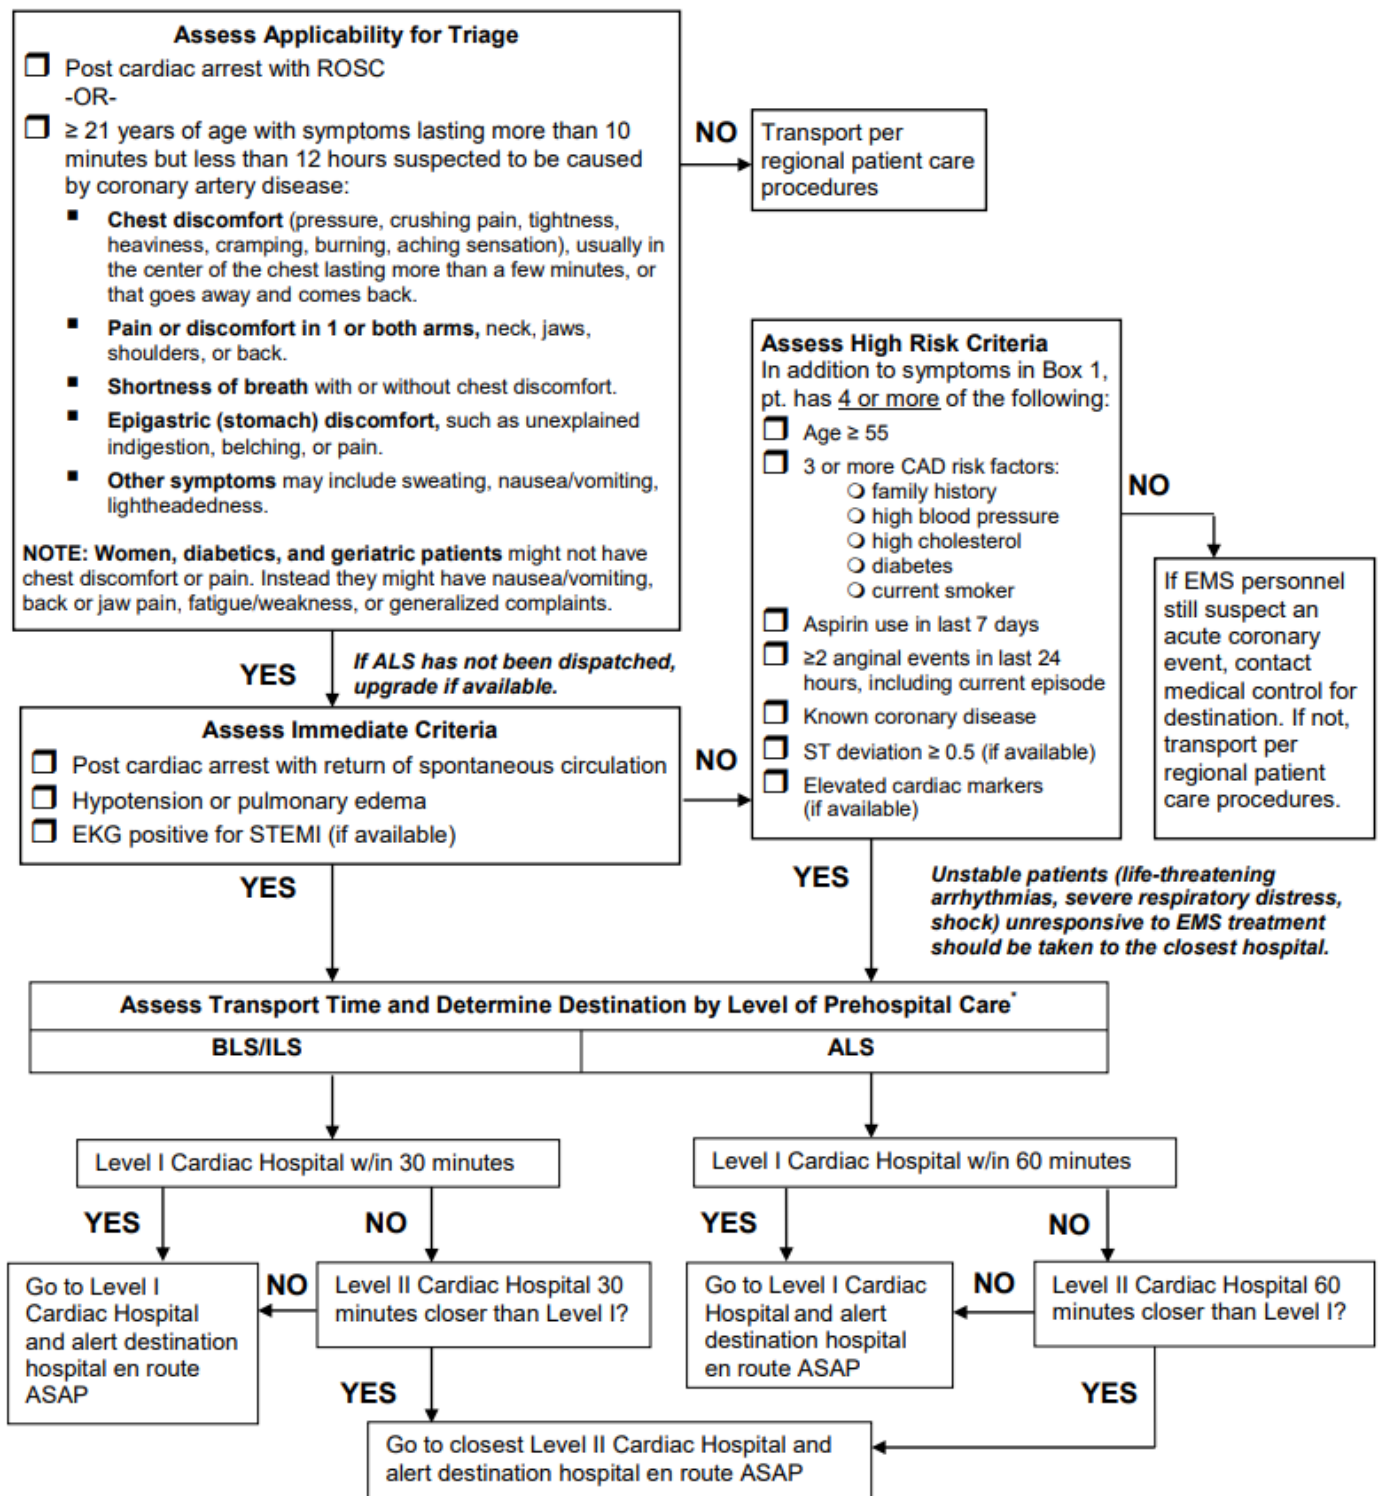 Assess Applicability for Triage
Post cardiac arrest with ROSC
-OR-
≥ 21 years of age with symptoms lasting more than 10
minutes but less than 12 hours suspected to be caused
by coronary artery disease:
Chest discomfort (pressure, crushing pain, tightness,
heaviness, cramping, burning, aching sensation), usually in
the center of the chest lasting more than a few minutes, or
that goes away and comes back.
Pain or discomfort in 1 or both arms, neck, jaws,
shoulders, or back.
Shortness of breath with or without chest discomfort.
Epigastric (stomach) discomfort, such as unexplained
indigestion, belching, or pain.
Other symptoms may include sweating, nausea/vomiting,
lightheadedness.
NOTE: Women, diabetics, and geriatric patients might not have
chest discomfort or pain. Instead they might have nausea/vomiting,
back or jaw pain, fatigue/weakness, or generalized complaints.
NO
Transport per
regional patient care
procedures
YES
If ALS has not been dispatched,
upgrade if available.
Assess Immediate Criteria
Post cardiac arrest with return of spontaneous circulation
Hypotension or pulmonary edema
EKG positive for STEMI (if available)
NO
Assess High Risk Criteria
In addition to symptoms in Box 1,
pt. has 4 or more of the following:
Age ≥ 55
3 or more CAD risk factors:
family history
high blood pressure
high cholesterol
diabetes
current smoker
Aspirin use in last 7 days
≥2 anginal events in last 24
hours, including current episode
Known coronary disease
ST deviation ≥ 0.5 (if available)
Elevated cardiac markers
(if available)
NO
If EMS personnel
still suspect an
acute coronary
event, contact
medical control for
destination. If not,
transport per
regional patient
care procedures.
YES
YES
Unstable patients (life-threatening
arrhythmias, severe respiratory distress,
shock) unresponsive to EMS treatment
should be taken to the closest hospital.
Assess Transport Time and Determine Destination by Level of Prehospital Care*
BLS/ILS
ALS
Level I Cardiac Hospital w/in 30 minutes
YES
NO
Go to Level I
Cardiac Hospital
and alert destination
hospital en route
ASAP
NO
Level II Cardiac Hospital 30
minutes closer than Level I?
YES
Level I Cardiac Hospital w/in 60 minutes
YES
NO
Go to Level I Cardiac
Hospital and alert
destination hospital
en route ASAP
NO
Level II Cardiac Hospital 60
minutes closer than Level I?
YES
Go to closest Level II Cardiac Hospital and
alert destination hospital en route ASAP